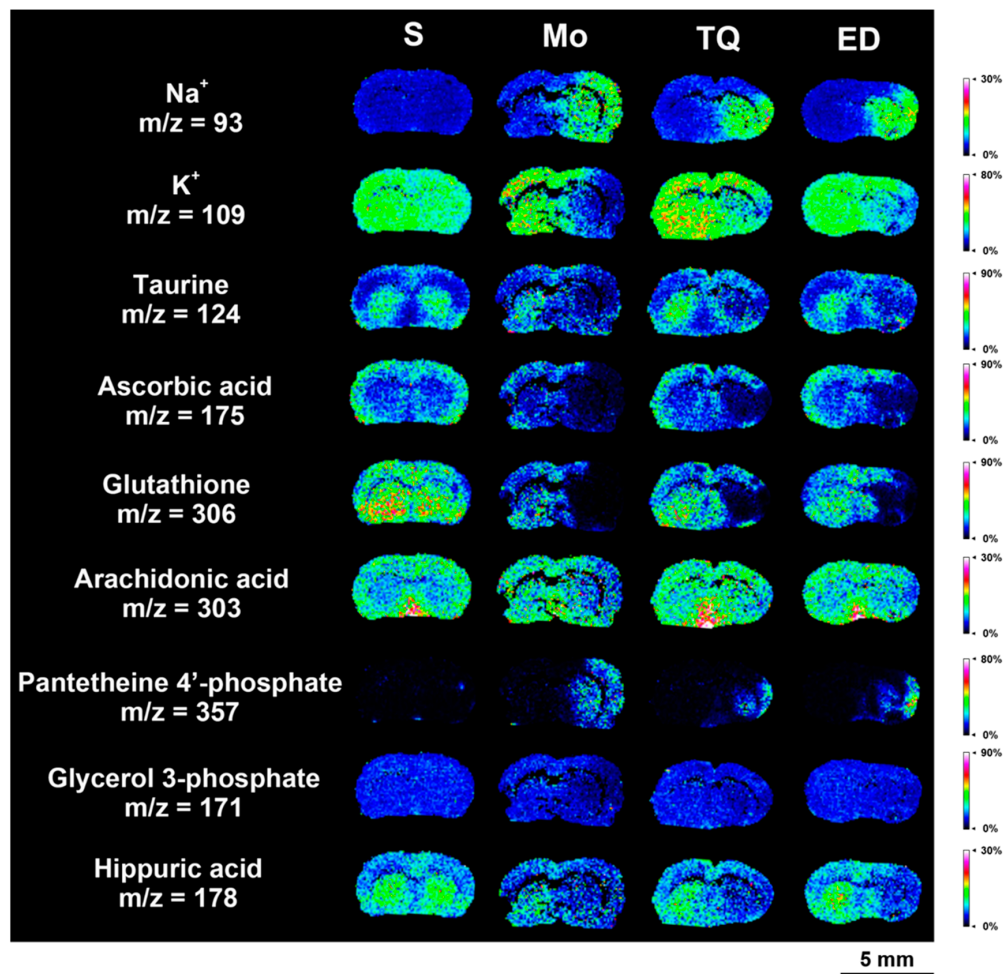 S Mo TQ ED
Na⁺
m/z = 93
30%
0%
K⁺
m/z = 109
80%
0%
Taurine
m/z = 124
90%
0%
Ascorbic acid
m/z = 175
90%
0%
Glutathione
m/z = 306
90%
0%
Arachidonic acid
m/z = 303
30%
0%
Pantetheine 4’-phosphate
m/z = 357
80%
0%
Glycerol 3-phosphate
m/z = 171
90%
0%
Hippuric acid
m/z = 178
30%
0%
5 mm